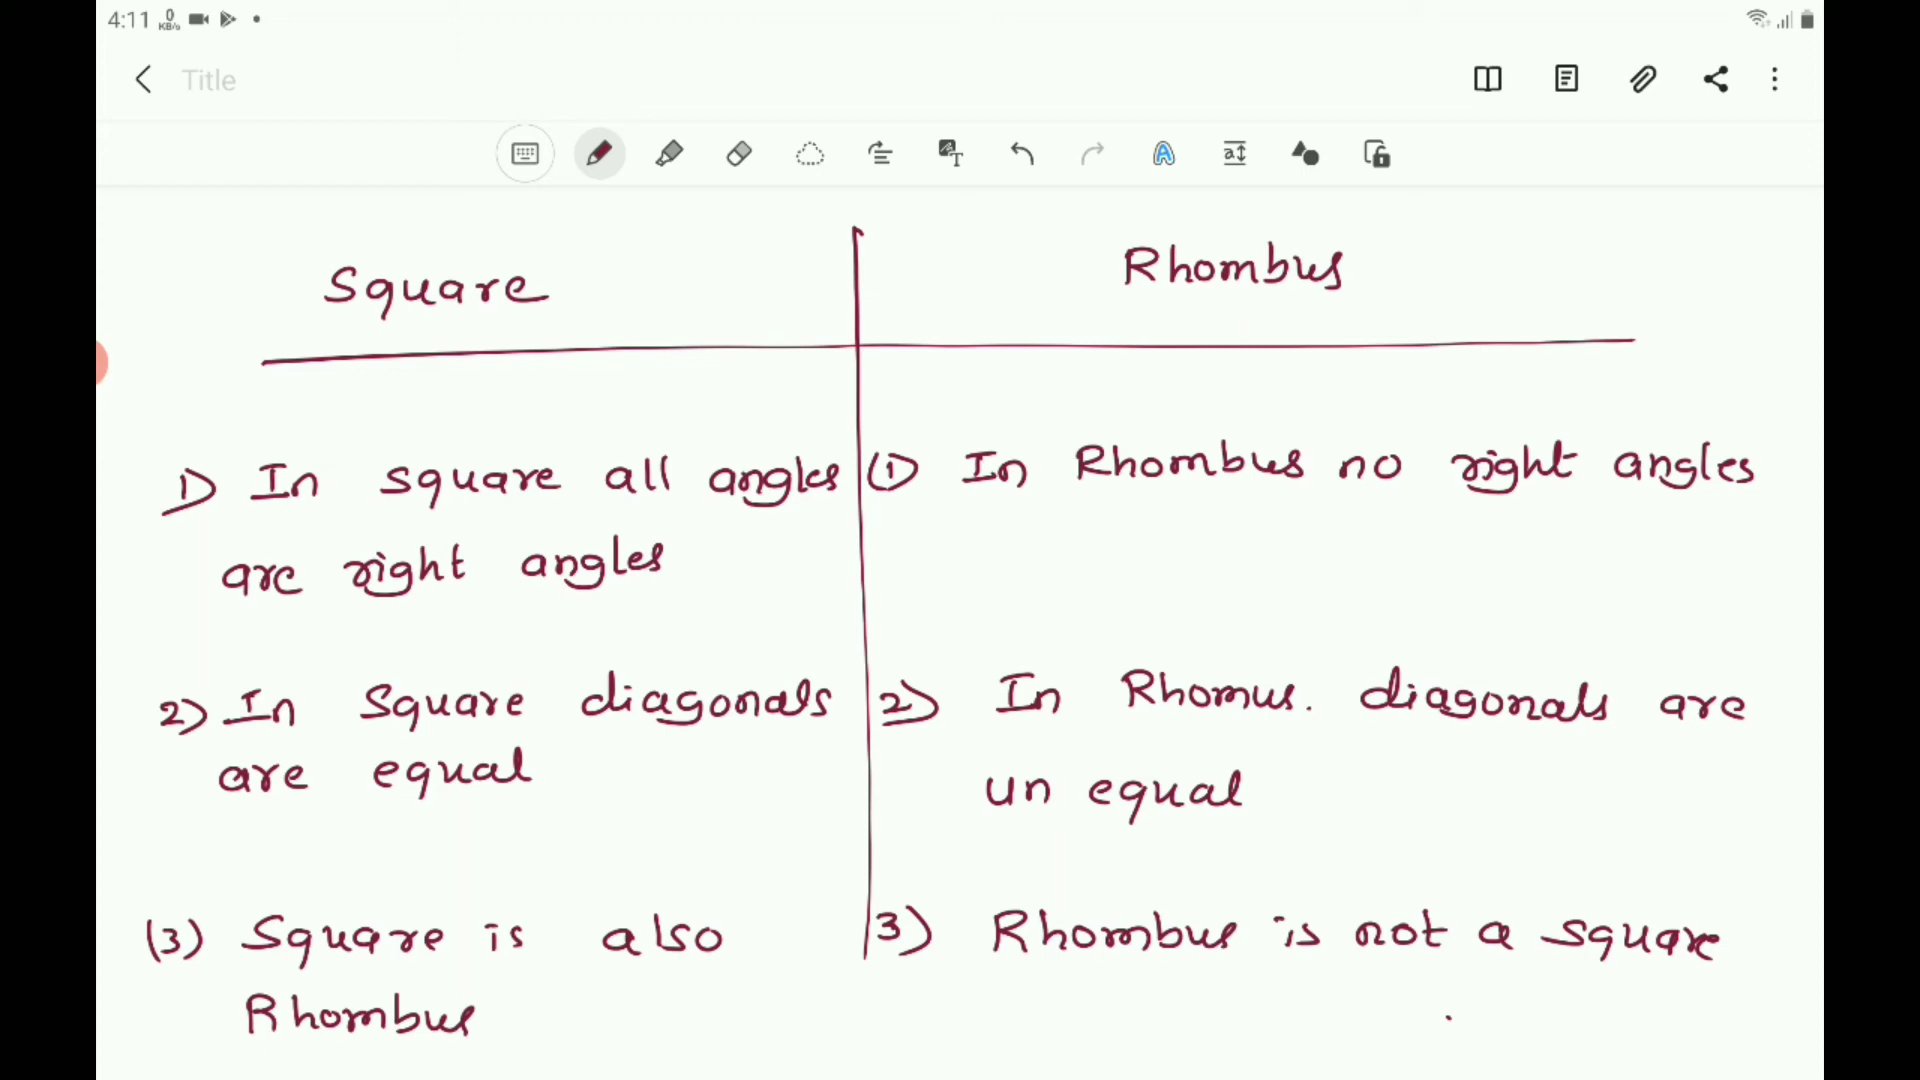 4:11 0 KB/s
Title
Square
Rhombus
1) In square all angles
are right angles
(1) In Rhombus no right angles
2) In Square diagonals
are equal
2) In Rhomus. diagonals are
un equal
(3) Square is also
Rhombus
3) Rhombus is not a square